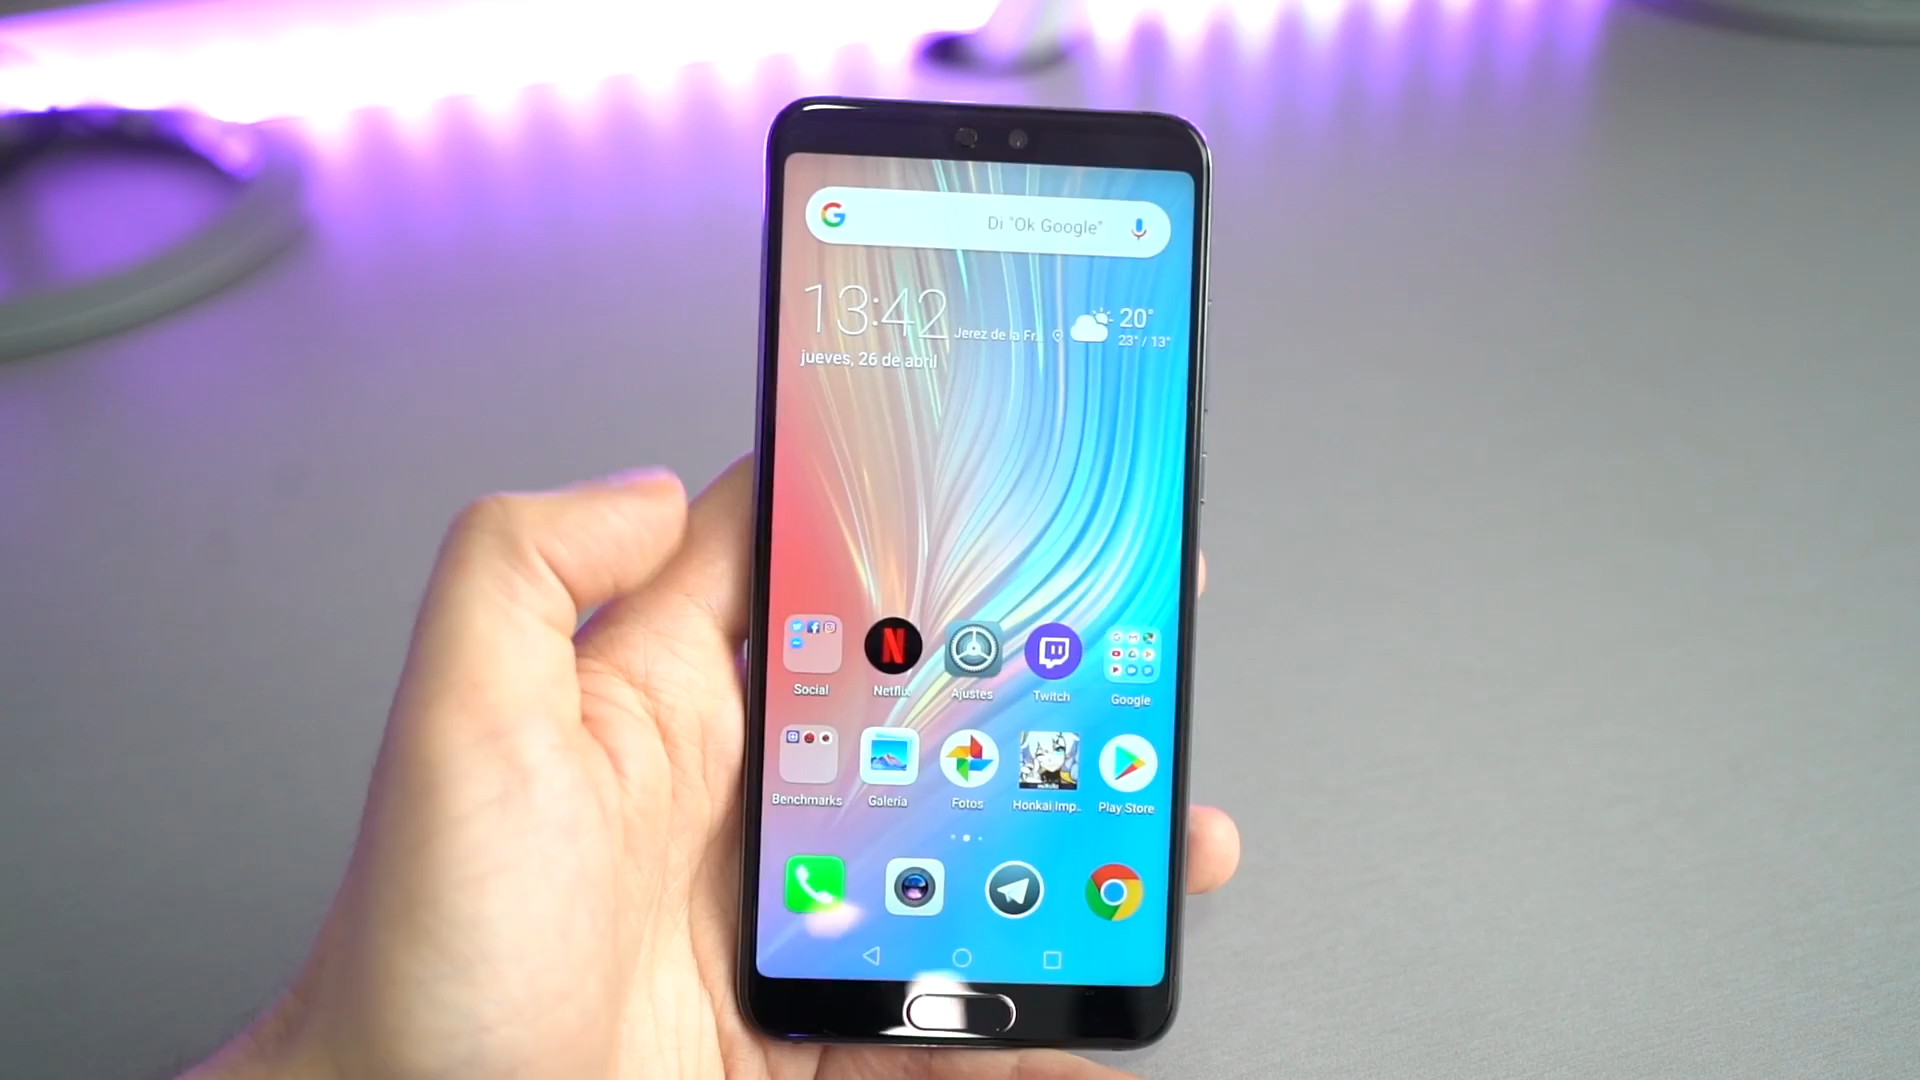 Di "Ok Google"
13:42
Jerez de la Fr...
20°
23° / 13°
jueves, 26 de abril
Social
Netflix
Ajustes
Twitch
Google
Benchmarks
Galería
Fotos
Honkai Imp..
Play Store